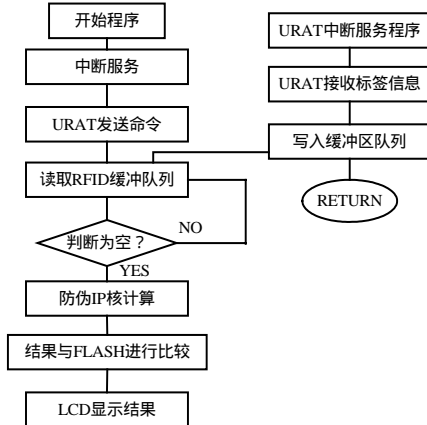 开始程序
中断服务
URAT发送命令
读取RFID缓冲队列
判断为空？
NO
YES
防伪IP核计算
结果与FLASH进行比较
LCD显示结果
URAT中断服务程序
URAT接收标签信息
写入缓冲区队列
RETURN